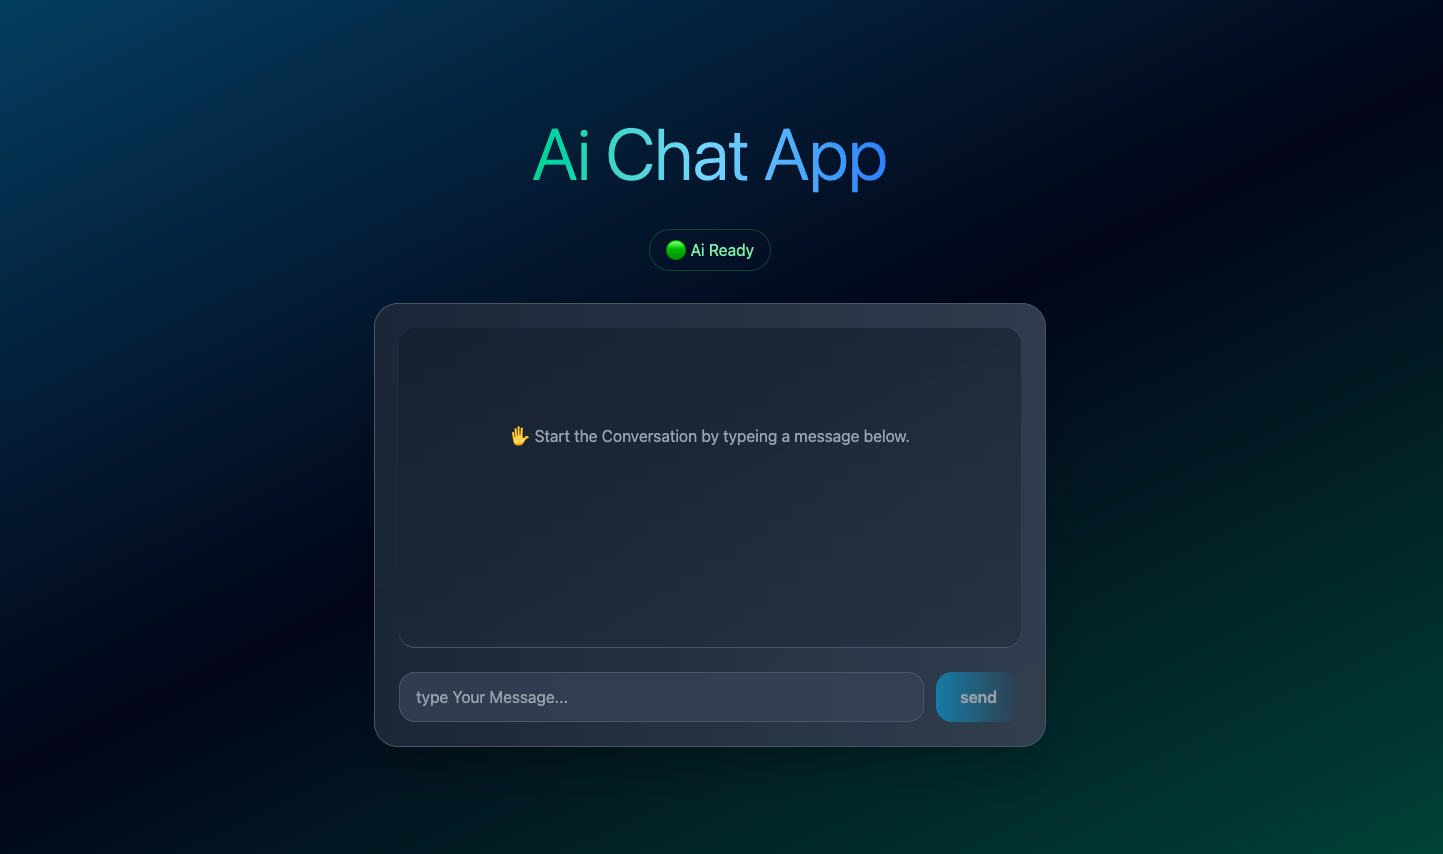 Ai Chat App
🟢 Ai Ready
🖐 Start the Conversation by typeing a message below.
type Your Message...
send